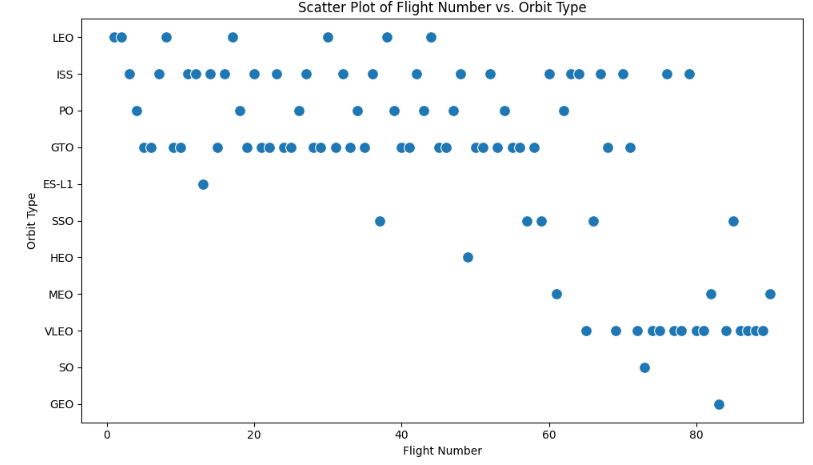 Scatter Plot of Flight Number vs. Orbit Type
Orbit Type
LEO
ISS
PO
GTO
ES-L1
SSO
HEO
MEO
VLEO
SO
GEO
0 20 40 60 80
Flight Number